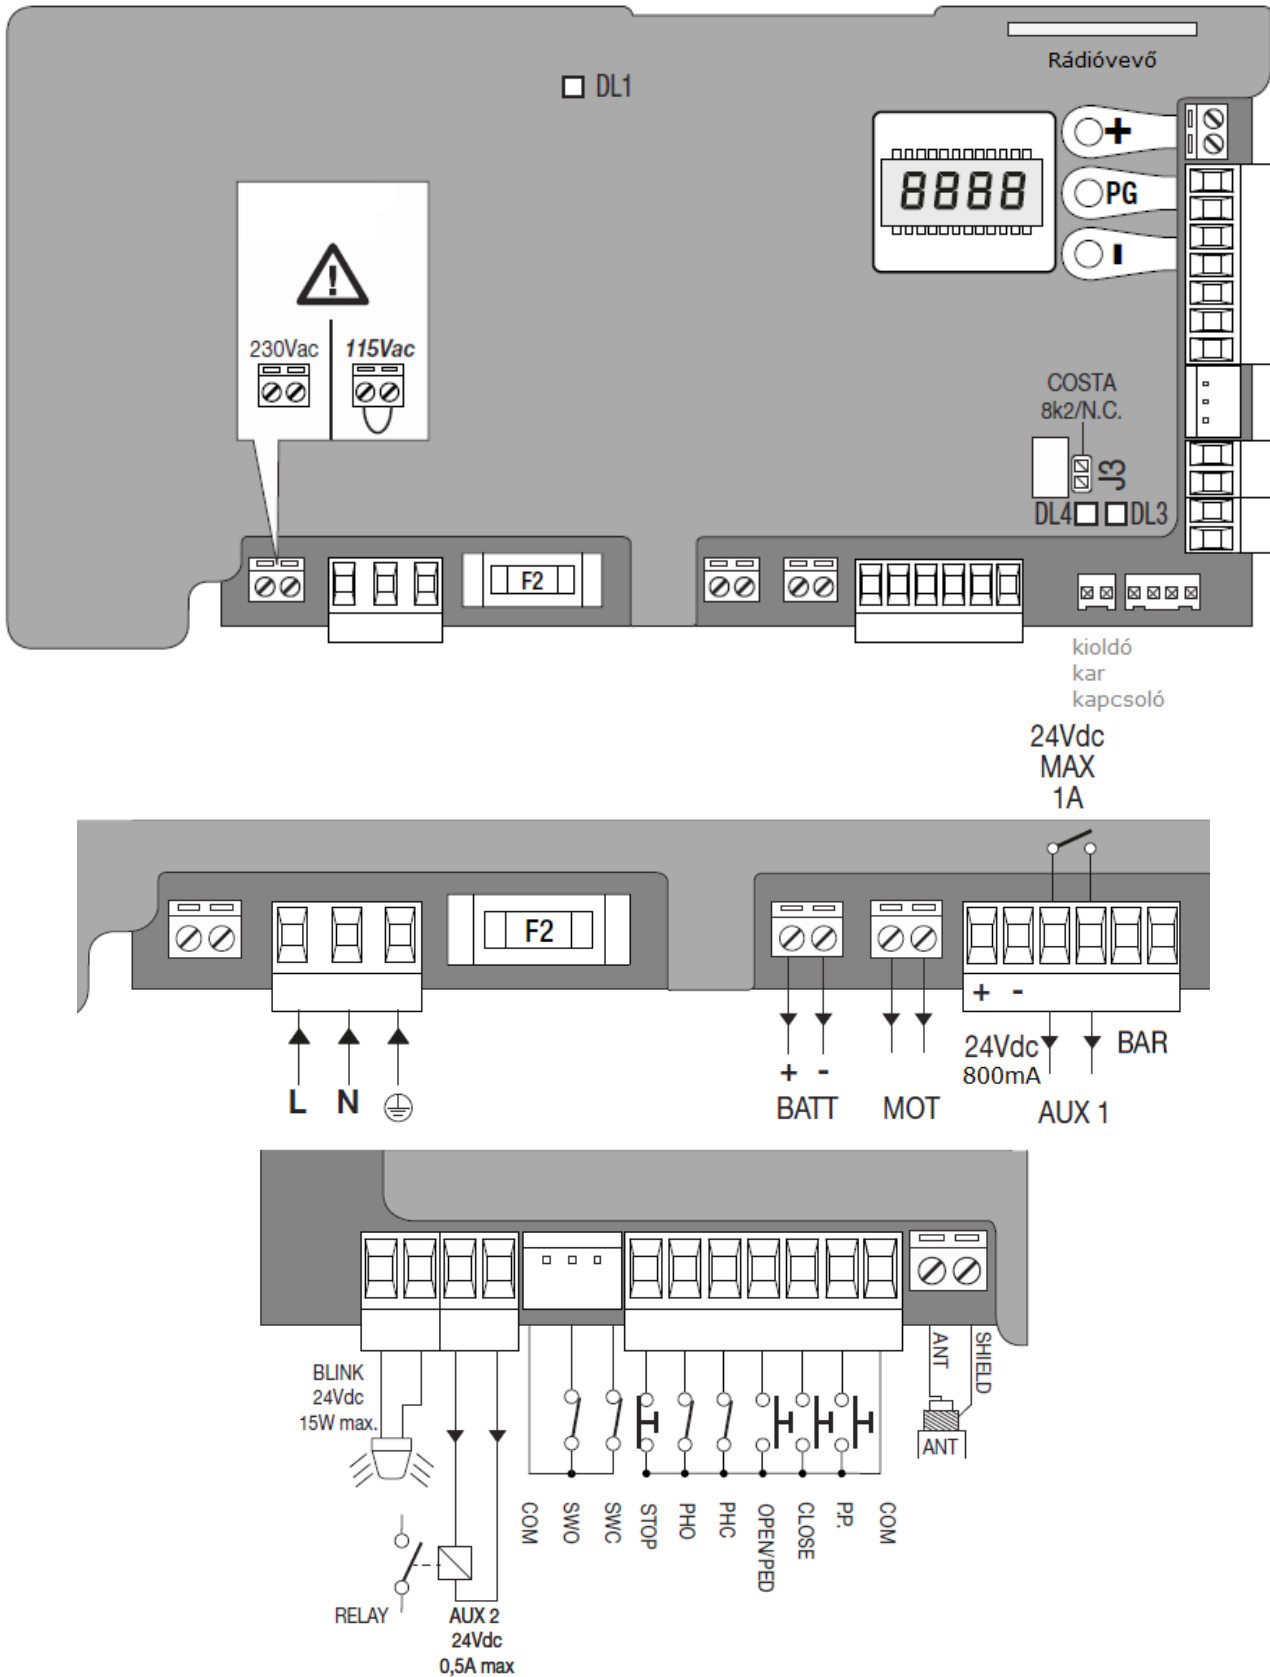 Rádióvevő
DL1
+
8888
PG
-
230Vac
115Vac
COSTA
8k2/N.C.
J3
DL4
DL3
F2
kioldó
kar
kapcsoló
24Vdc
MAX
1A
F2
+ -
L N
+ -
BATT
MOT
24Vdc
800mA
AUX 1
BAR
BLINK
24Vdc
15W max.
ANT
SHIELD
ANT
COM
SWO
SWC
STOP
PHO
PHC
OPEN/PED
CLOSE
P.P.
COM
RELAY
AUX 2
24Vdc
0,5A max